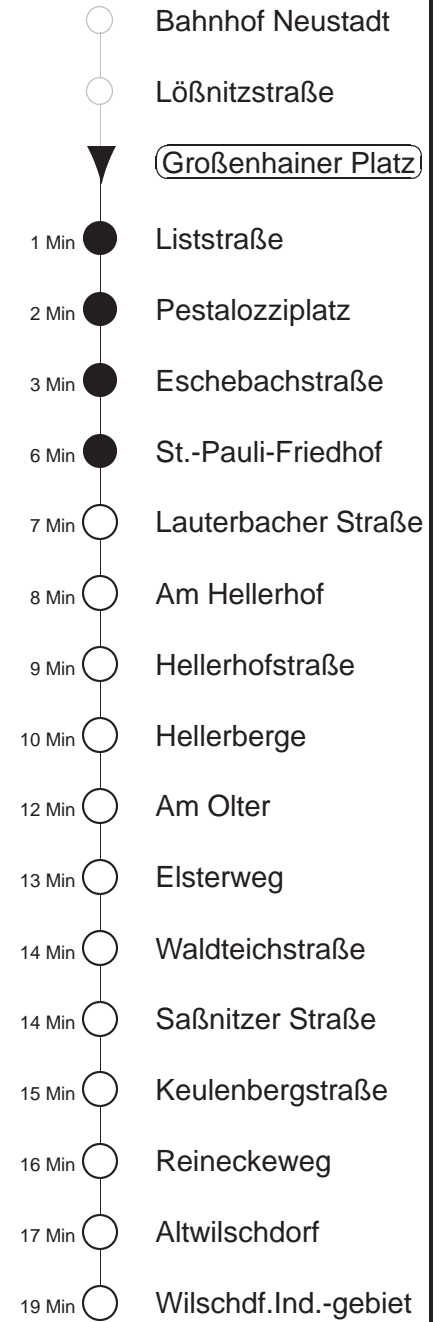 Bahnhof Neustadt
Lößnitzstraße
Großenhainer Platz
1 Min Liststraße
2 Min Pestalozziplatz
3 Min Eschebachstraße
6 Min St.-Pauli-Friedhof
7 Min Lauterbacher Straße
8 Min Am Hellerhof
9 Min Hellerhofstraße
10 Min Hellerberge
12 Min Am Olter
13 Min Elsterweg
14 Min Waldteichstraße
14 Min Saßnitzer Straße
15 Min Keulenbergstraße
16 Min Reineckeweg
17 Min Altwilschdorf
19 Min Wilschdf.Ind.-gebiet